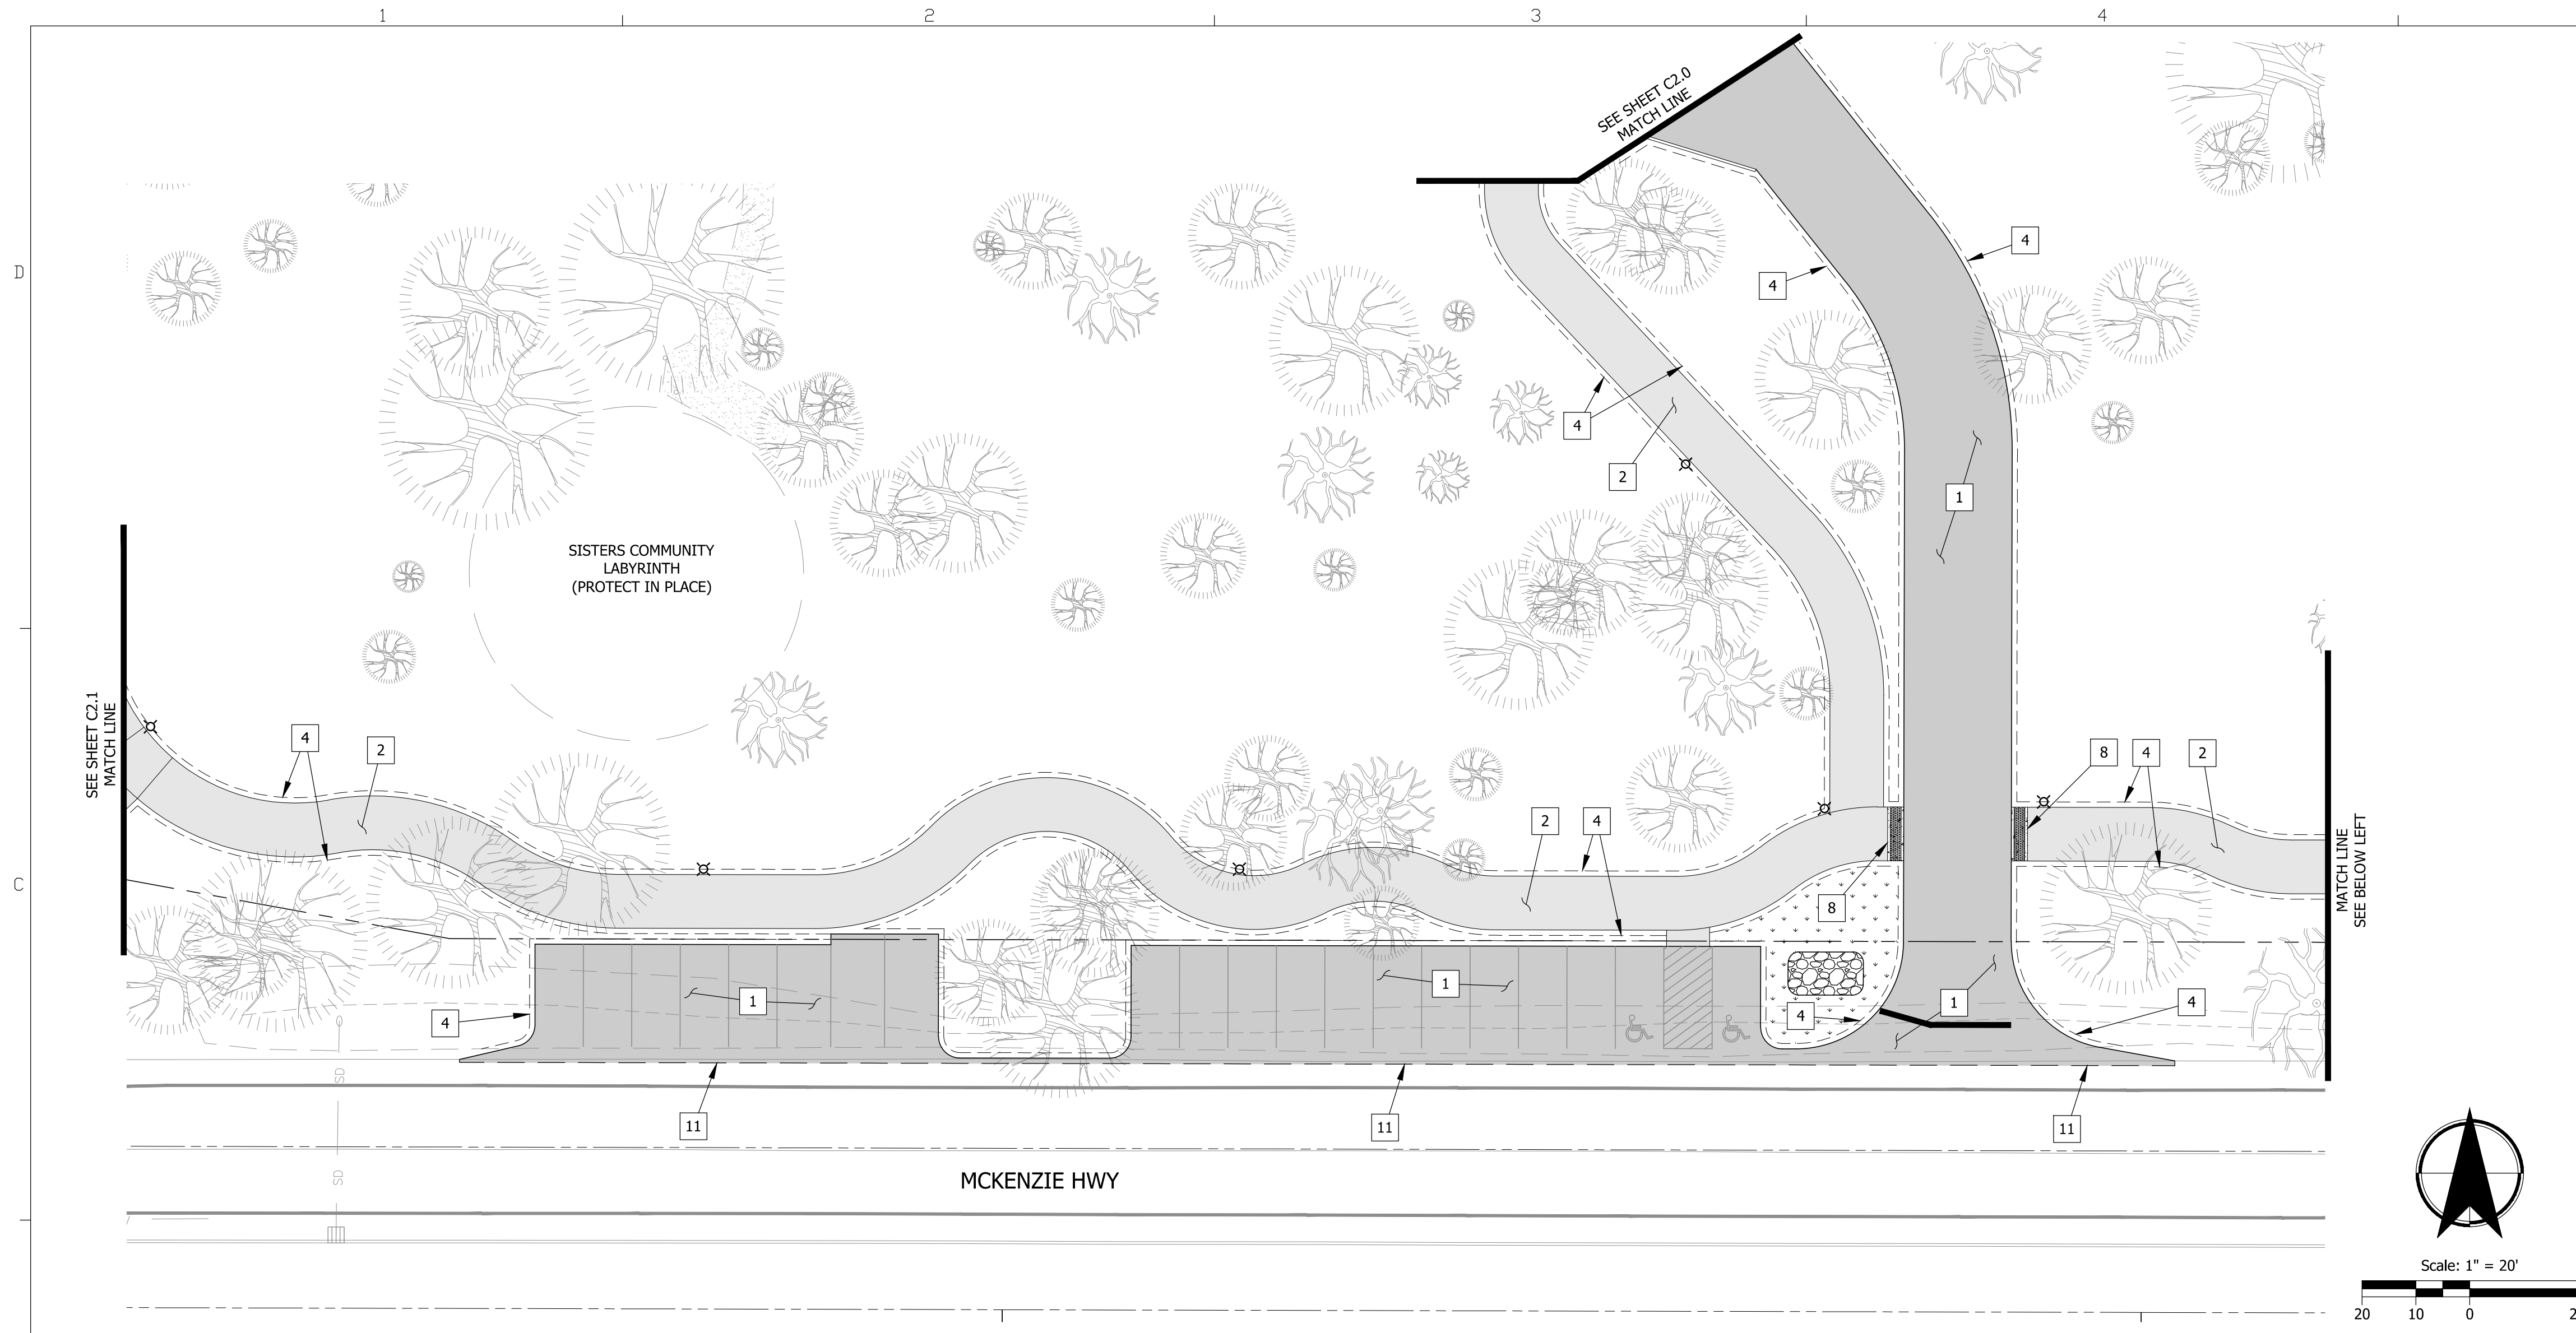 1 2 3 4
SEE SHEET C2.0
MATCH LINE
4
D
4
4
2
1
SISTERS COMMUNITY
LABYRINTH
(PROTECT IN PLACE)
SEE SHEET C2.1
MATCH LINE
4 2
8 4 2
2 4
MATCH LINE
SEE BELOW LEFT
C
8
1
1
1
4
4
4
SD
11
11
11
SD
MCKENZIE HWY
Scale: 1" = 20'
20 10 0